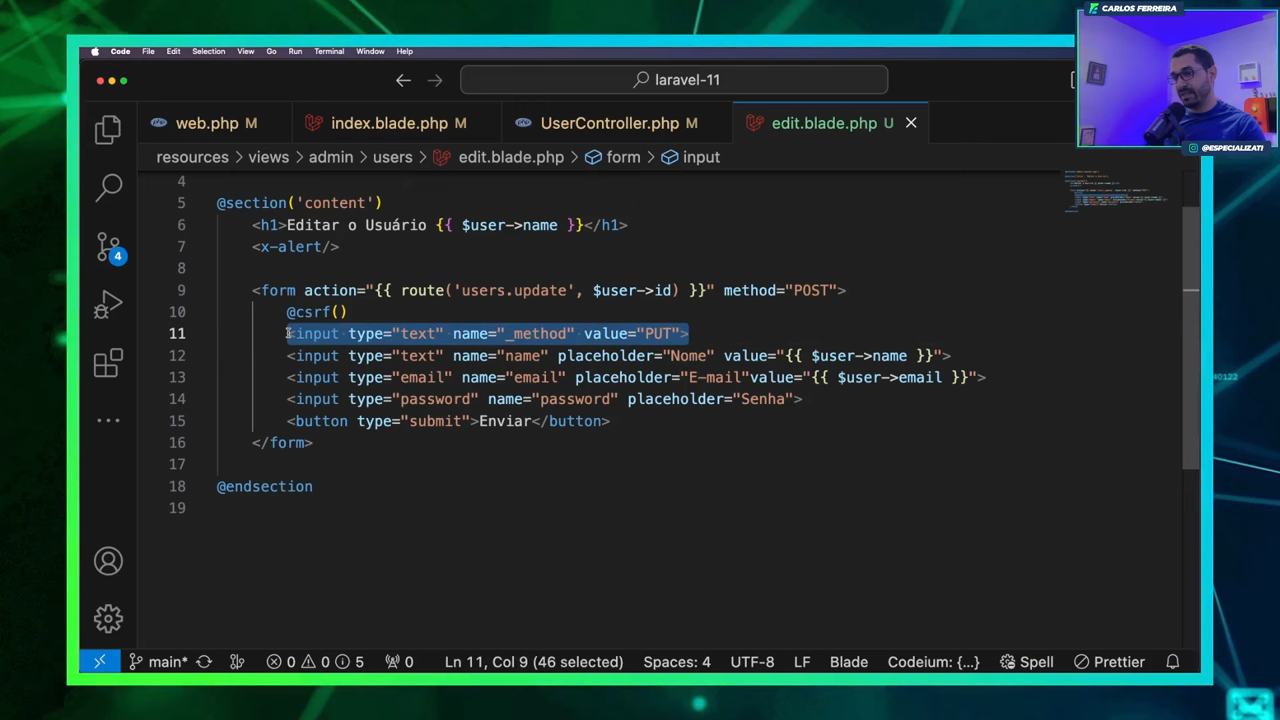 CARLOS FERREIRA
Code File Edit Selection View Go Run Terminal Window Help
laravel-11
web.php M
index.blade.php M
UserController.php M
edit.blade.php U
@ESPECIALIZATI
resources > views > admin > users > edit.blade.php > form > input
4
5 @section('content')
6 <h1>Editar o Usuário {{ $user->name }}</h1>
7 <x-alert/>
8
9 <form action="{{ route('users.update', $user->id) }}" method="POST">
10 @csrf()
11 <input type="text" name="_method" value="PUT">
12 <input type="text" name="name" placeholder="Nome" value="{{ $user->name }}">
13 <input type="email" name="email" placeholder="E-mail"value="{{ $user->email }}">
14 <input type="password" name="password" placeholder="Senha">
15 <button type="submit">Enviar</button>
16 </form>
17
18 @endsection
19
4
40122
main* 0 0 5 0 Ln 11, Col 9 (46 selected) Spaces: 4 UTF-8 LF Blade Codeium: {...} Spell Prettier